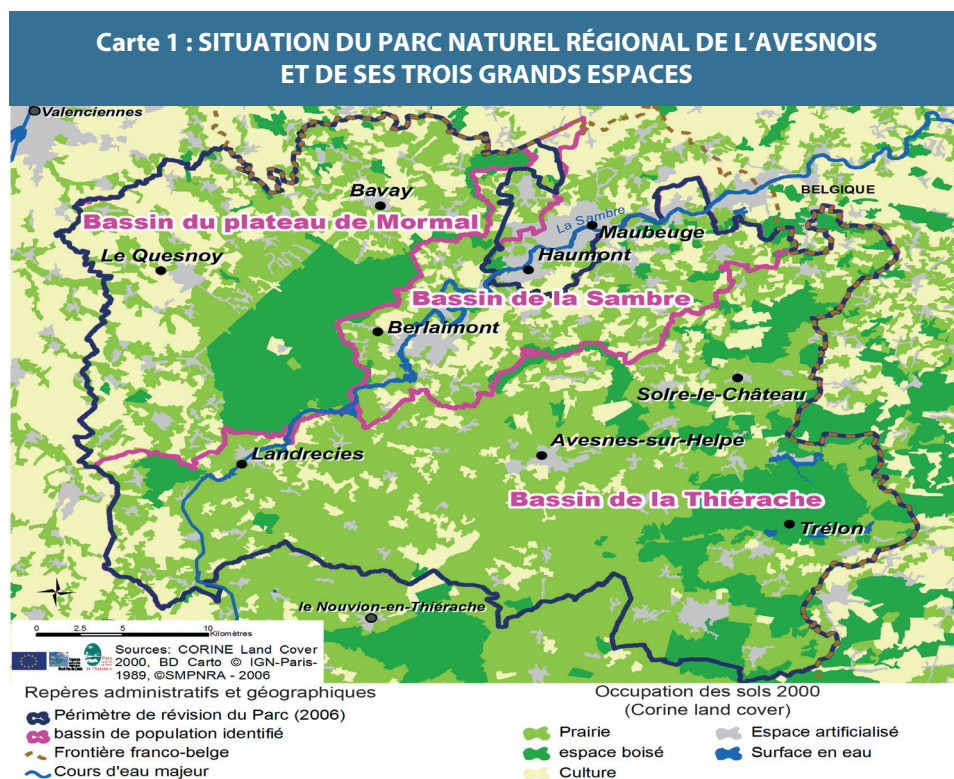 Carte 1 : SITUATION DU PARC NATUREL RÉGIONAL DE L'AVESNOIS
ET DE SES TROIS GRANDS ESPACES
Valenciennes
Bavay
BELGIQUE
Bassin du plateau de Mormal
La Sambre
Maubeuge
Le Quesnoy
Haumont
Bassin de la Sambre
Berlaimont
Solre-le-Château
Avesnes-sur-Helpe
Landrecies
Bassin de la Thiérache
Trélon
le Nouvion-en-Thiérache
0 2.5 5 10
Kilomètres
Sources: CORINE Land Cover
2000, BD Carto © IGN-Paris-
1989, ©SMPNRA - 2006
Repères administratifs et géographiques
Périmètre de révision du Parc (2006)
bassin de population identifié
Frontière franco-belge
Cours d'eau majeur
Occupation des sols 2000
(Corine land cover)
Prairie
espace boisé
Culture
Espace artificialisé
Surface en eau